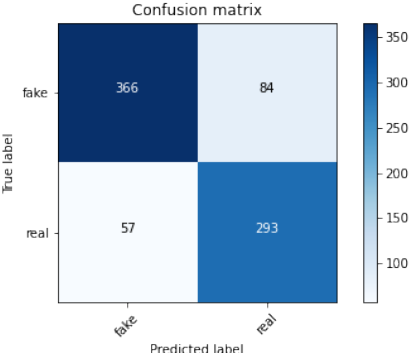 Confusion matrix
350
366 84
fake
300
250
True label
200
57 293
real
150
100
fake real
Predicted label